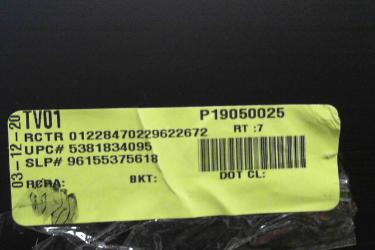 03-12-20
TV01 P19050025
RCTR 01228470229622672 RT :7
UPC# 5381834095
SLP# 96155375618
RCRA: BKT: DOT CL: